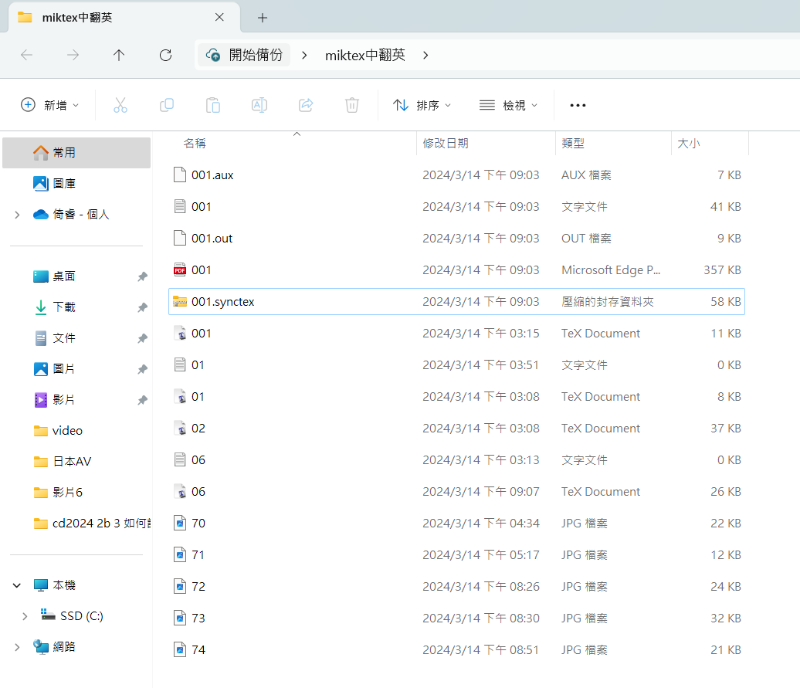 miktex中翻英
開始備份 miktex中翻英
新增 排序 檢視
名稱 修改日期 類型 大小
常用
圖庫
倚睿 - 個人
桌面
下載
文件
圖片
影片
video
日本AV
影片6
cd2024 2b 3 如何
本機
SSD (C:)
網路
001.aux 2024/3/14 下午 09:03 AUX 檔案 7 KB
001 2024/3/14 下午 09:03 文字文件 41 KB
001.out 2024/3/14 下午 09:03 OUT 檔案 9 KB
001 2024/3/14 下午 09:03 Microsoft Edge P... 357 KB
001.synctex 2024/3/14 下午 09:03 壓縮的封存資料夾 58 KB
001 2024/3/14 下午 03:15 TeX Document 11 KB
01 2024/3/14 下午 03:51 文字文件 0 KB
01 2024/3/14 下午 03:08 TeX Document 8 KB
02 2024/3/14 下午 03:08 TeX Document 37 KB
06 2024/3/14 下午 03:13 文字文件 0 KB
06 2024/3/14 下午 09:07 TeX Document 26 KB
70 2024/3/14 下午 04:34 JPG 檔案 22 KB
71 2024/3/14 下午 05:17 JPG 檔案 12 KB
72 2024/3/14 下午 08:26 JPG 檔案 24 KB
73 2024/3/14 下午 08:30 JPG 檔案 32 KB
74 2024/3/14 下午 08:51 JPG 檔案 21 KB